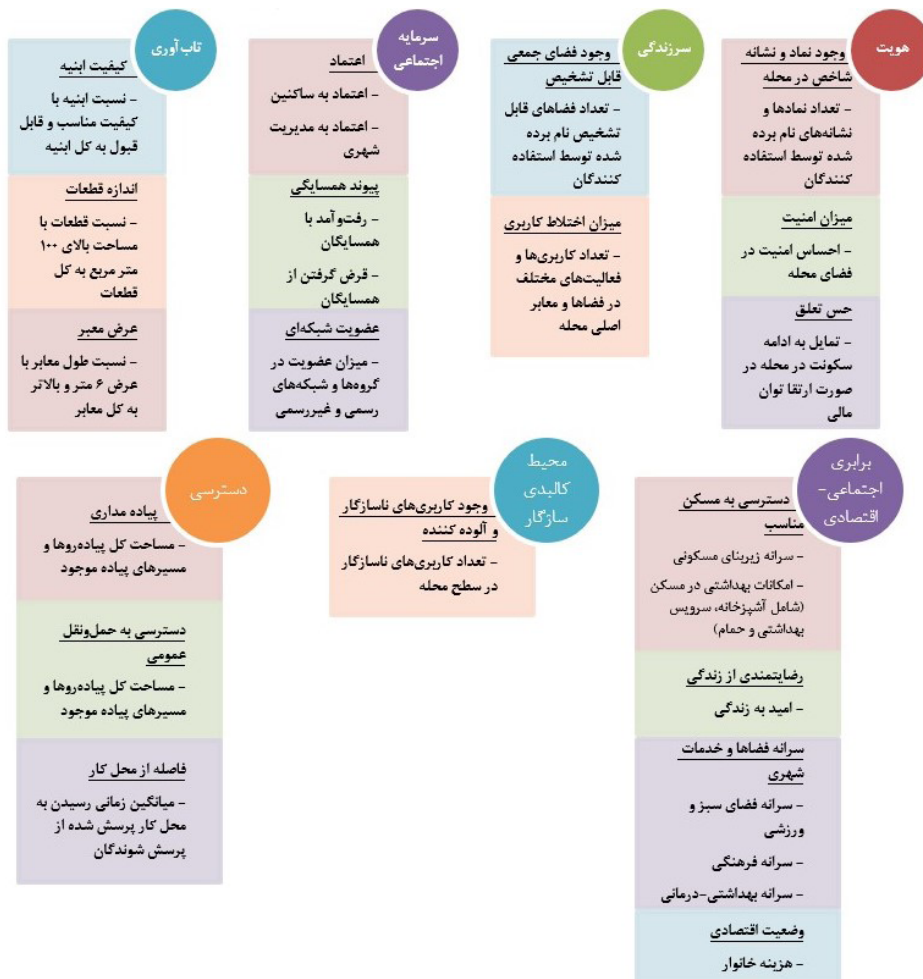 هویت
وجود نماد و نشانه
شاخص در محله
- تعداد نمادها و
نشانه‌های نام برده
شده توسط استفاده
کنندگان
میزان امنیت
- احساس امنیت در
فضای محله
حس تعلق
- تمایل به ادامه
سکونت در محله در
صورت ارتقا توان
مالی
سرزندگی
وجود فضای جمعی
قابل تشخیص
- تعداد فضاهای قابل
تشخیص نام برده
شده توسط استفاده
کنندگان
میزان اختلاط کاربری
- تعداد کاربری‌ها و
فعالیت‌های مختلف
در فضاها و معابر
اصلی محله
سرمایه
اجتماعی
اعتماد
- اعتماد به ساکنین
- اعتماد به مدیریت
شهری
پیوند همسایگی
- رفت‌وآمد با
همسایگان
- قرض گرفتن از
همسایگان
عضویت شبکه‌ای
- میزان عضویت در
گروه‌ها و شبکه‌های
رسمی و غیررسمی
تاب‌آوری
کیفیت ابنیه
- نسبت ابنیه با
کیفیت مناسب و قابل
قبول به کل ابنیه
اندازه قطعات
- نسبت قطعات با
مساحت بالای ۱۰۰
متر مربع به کل
قطعات
عرض معبر
- نسبت طول معابر با
عرض ۶ متر و بالاتر
به کل معابر
برابری
اجتماعی-
اقتصادی
دسترسی به مسکن
مناسب
- سرانه زیربنای مسکونی
- امکانات بهداشتی در مسکن
(شامل آشپزخانه، سرویس
بهداشتی و حمام)
رضایتمندی از زندگی
- امید به زندگی
سرانه فضاها و خدمات
شهری
- سرانه فضای سبز و
ورزشی
- سرانه فرهنگی
- سرانه بهداشتی-درمانی
وضعیت اقتصادی
- هزینه خانوار
محیط
کالبدی
سازگار
وجود کاربری‌های ناسازگار
و آلوده کننده
- تعداد کاربری‌های ناسازگار
در سطح محله
دسترسی
پیاده مداری
- مساحت کل پیاده‌روها و
مسیرهای پیاده موجود
دسترسی به حمل‌ونقل
عمومی
- مساحت کل پیاده‌روها و
مسیرهای پیاده موجود
فاصله از محل کار
- میانگین زمانی رسیدن به
محل کار پرسش شده از
پرسش شوندگان